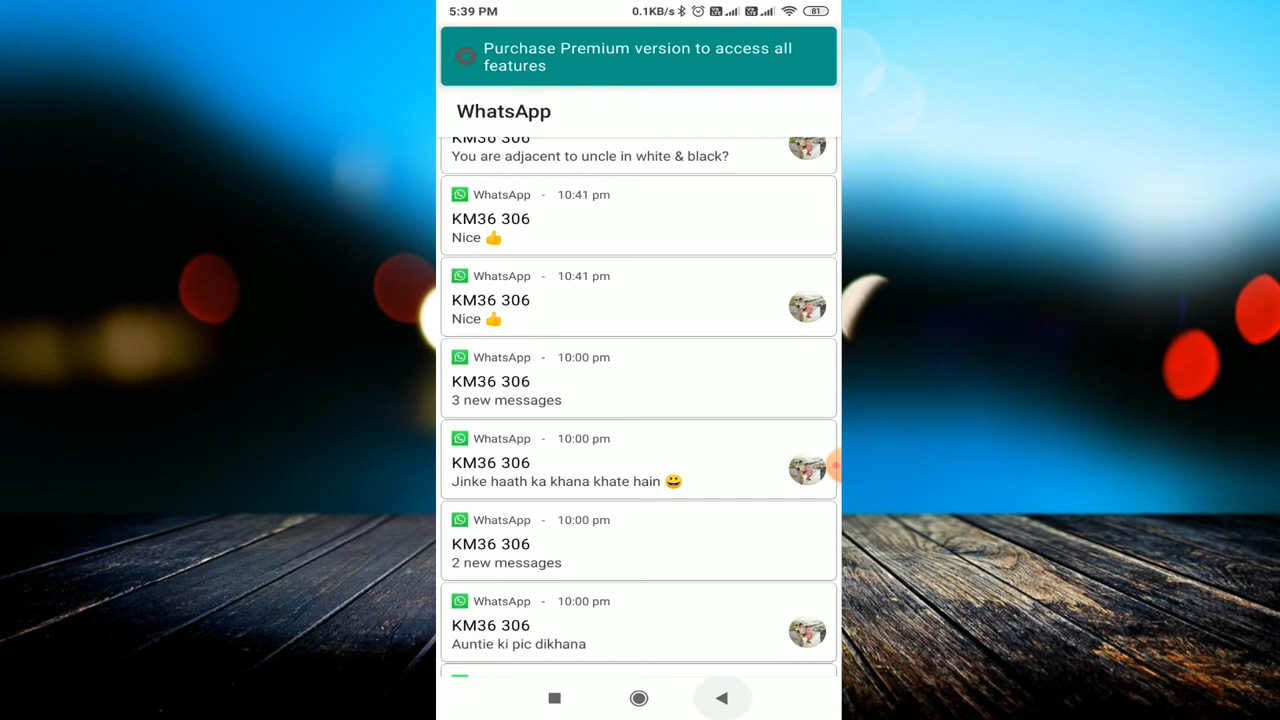 5:39 PM 0.1KB/s 81
Purchase Premium version to access all
features
WhatsApp
KM36 306
You are adjacent to uncle in white & black?
WhatsApp - 10:41 pm
KM36 306
Nice 👍
WhatsApp - 10:41 pm
KM36 306
Nice 👍
WhatsApp - 10:00 pm
KM36 306
3 new messages
WhatsApp - 10:00 pm
KM36 306
Jinke haath ka khana khate hain 😀
WhatsApp - 10:00 pm
KM36 306
2 new messages
WhatsApp - 10:00 pm
KM36 306
Auntie ki pic dikhana